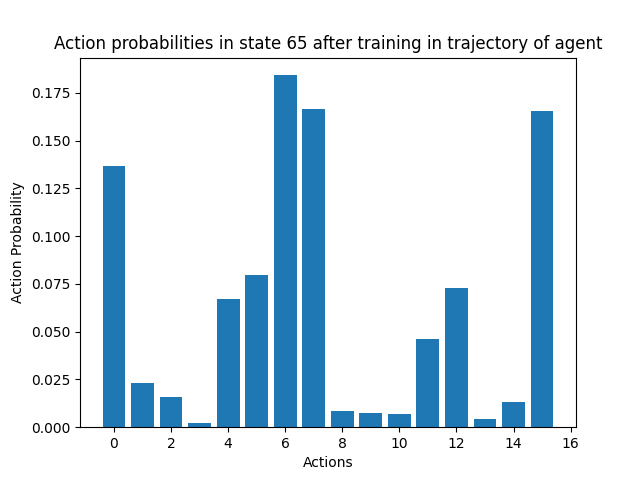 Action probabilities in state 65 after training in trajectory of agent
Action Probability
0.175
0.150
0.125
0.100
0.075
0.050
0.025
0.000
0 2 4 6 8 10 12 14 16
Actions